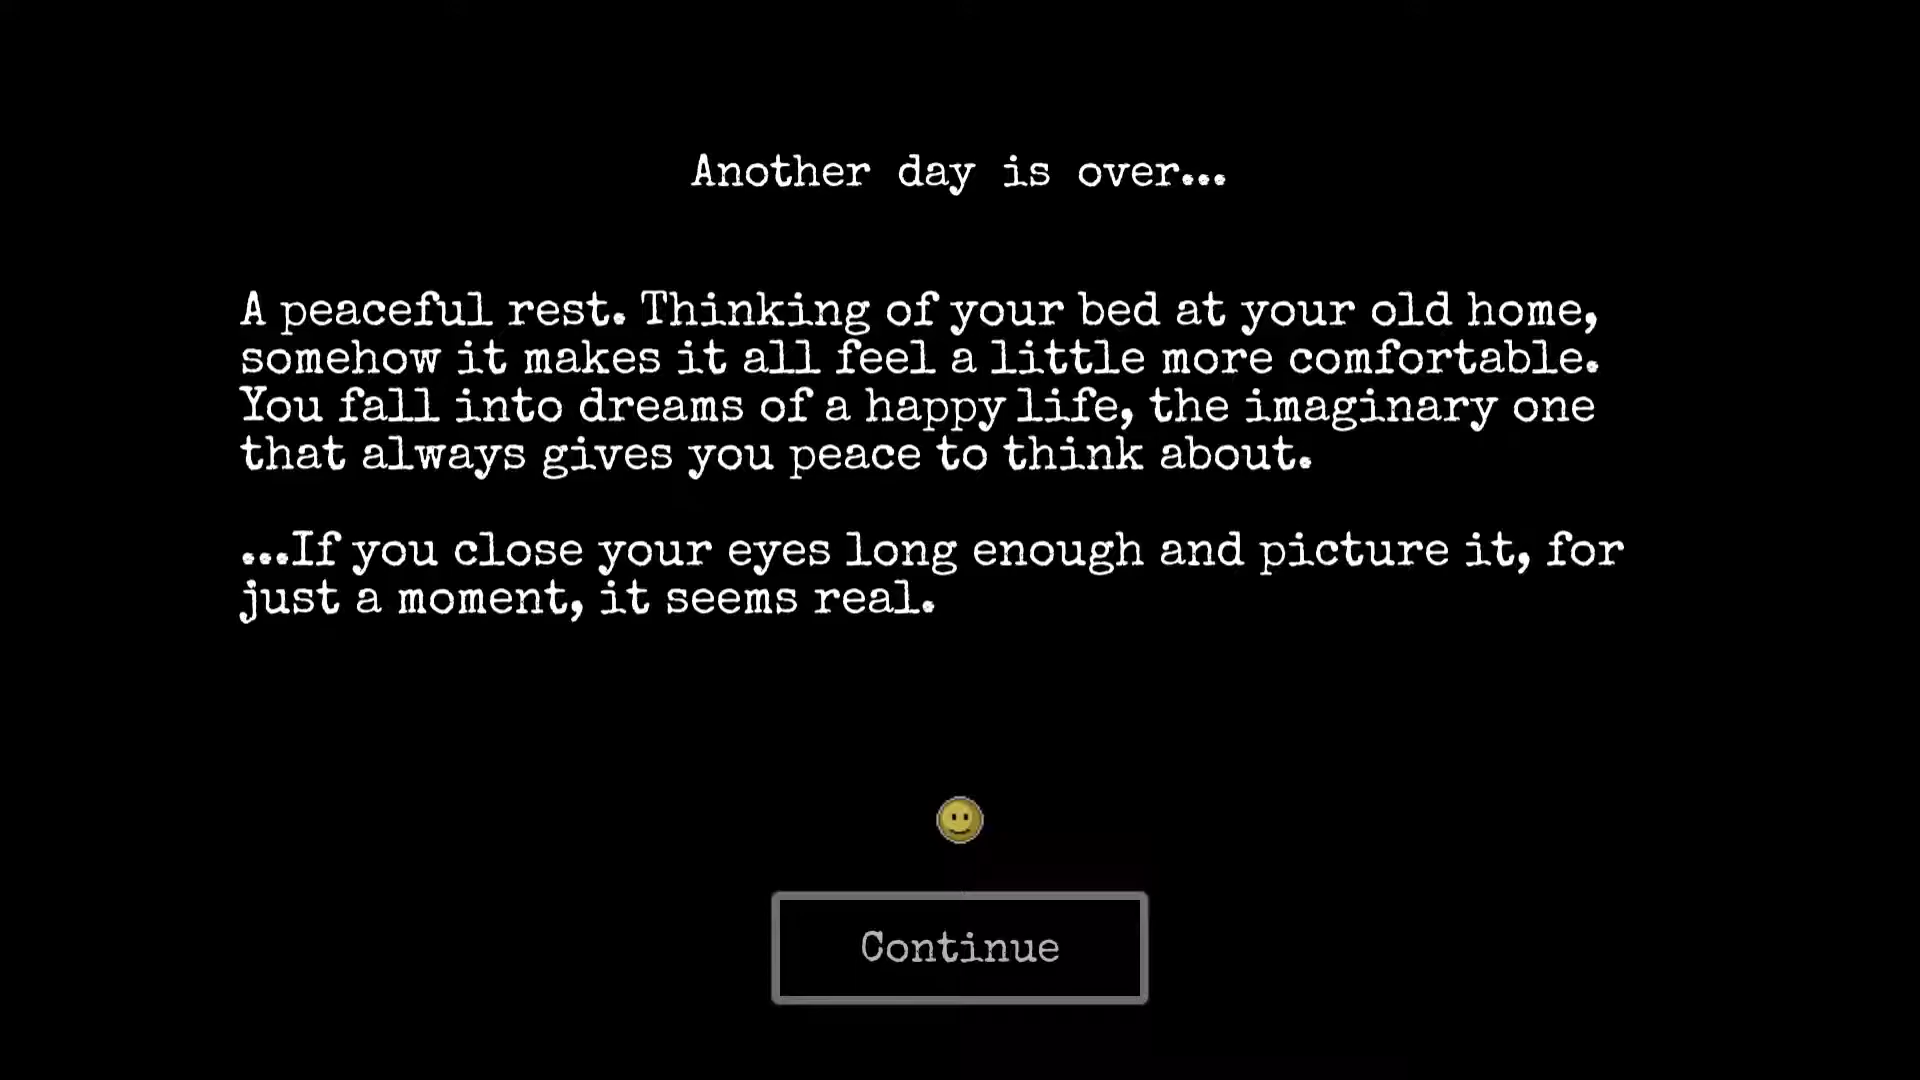 Another day is over...
A peaceful rest. Thinking of your bed at your old home,
somehow it makes it all feel a little more comfortable.
You fall into dreams of a happy life, the imaginary one
that always gives you peace to think about.
...If you close your eyes long enough and picture it, for
just a moment, it seems real.
Continue